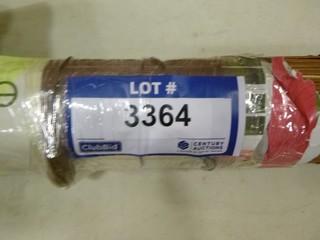 LOT #
3364
ClubBid
CENTURY
AUCTIONS